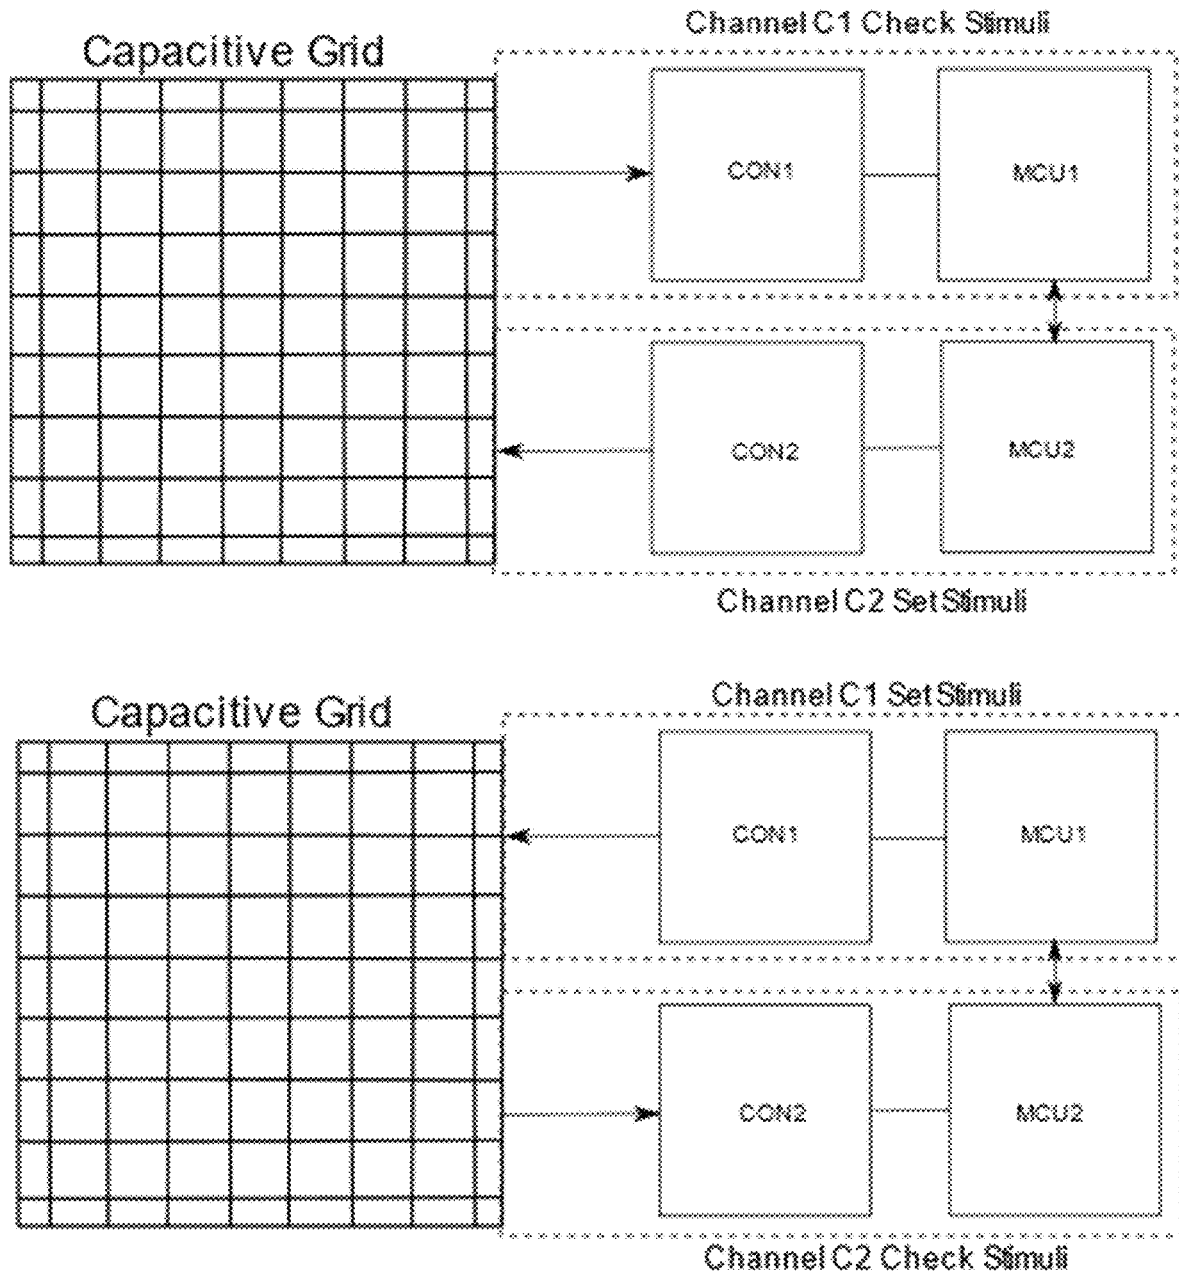 Channel C1 Check Stimuli
Capacitive Grid
CON1
MCU1
CON2
MCU2
Channel C2 Set Stimuli
Channel C1 Set Stimuli
Capacitive Grid
CON1
MCU1
CON2
MCU2
Channel C2 Check Stimuli